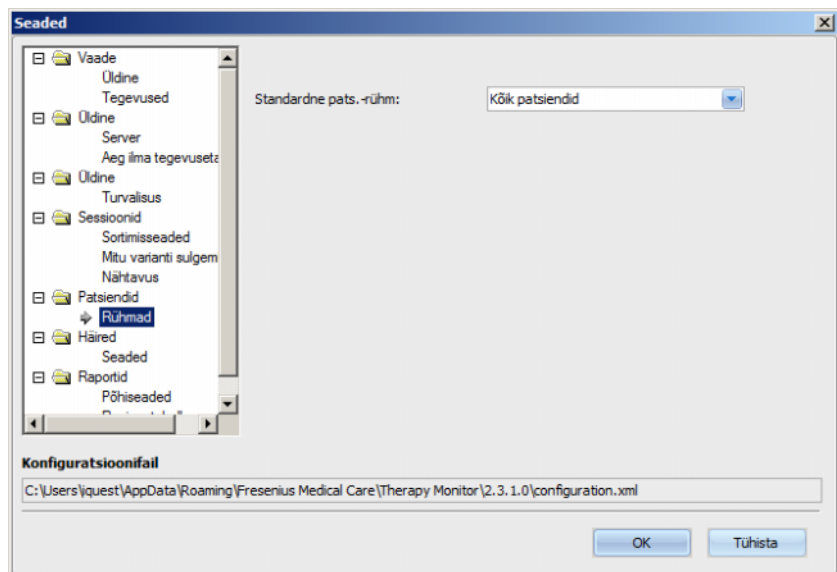 Seaded
Vaade
Üldine
Tegevused
Üldine
Server
Aeg ilma tegevuseta
Üldine
Turvalisus
Sessioonid
Sortimisseaded
Mitu varianti sulgem
Nähtavus
Patsiendid
Rühmad
Häired
Seaded
Raportid
Põhiseaded
Standardne pats.-rühm:
Kõik patsiendid
Konfiguratsioonifail
C:\Users\iquest\AppData\Roaming\Fresenius Medical Care\Therapy Monitor\2.3.1.0\configuration.xml
OK
Tühista